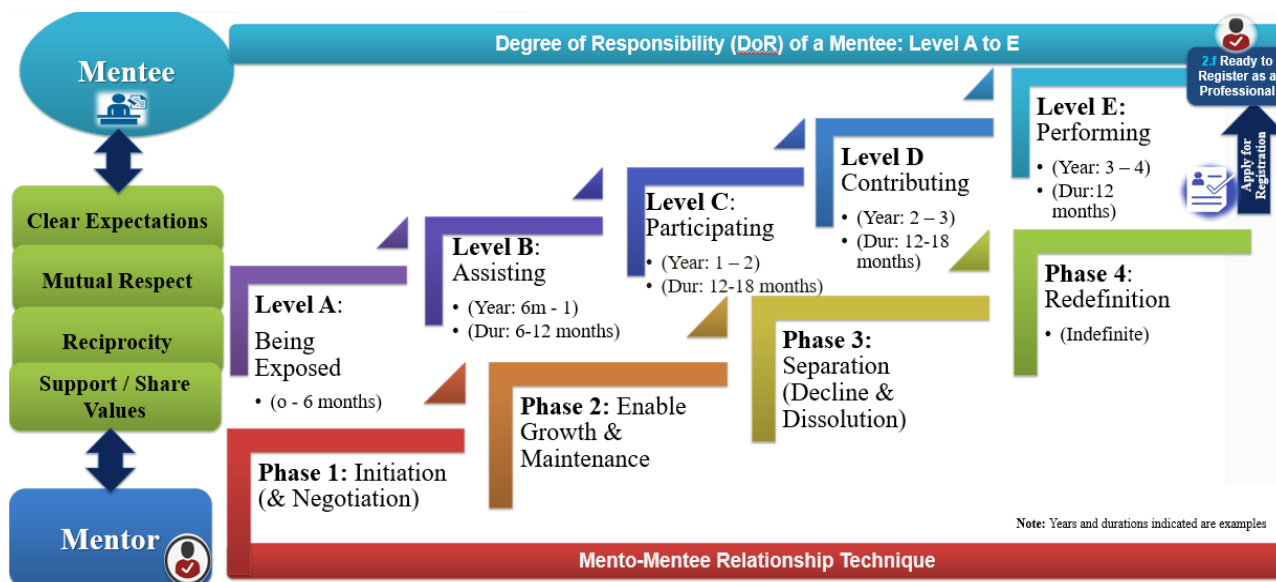 Degree of Responsibility (DoR) of a Mentee: Level A to E
2.f Ready to
Register as a
Professional
Apply for
Registration
Mentee
Clear Expectations
Mutual Respect
Reciprocity
Support / Share
Values
Mentor
Level A:
Being
Exposed
• (o - 6 months)
Level B:
Assisting
• (Year: 6m - 1)
• (Dur: 6-12 months)
Level C:
Participating
• (Year: 1 – 2)
• (Dur: 12-18 months)
Level D
Contributing
• (Year: 2 – 3)
• (Dur: 12-18
months)
Level E:
Performing
• (Year: 3 – 4)
• (Dur:12
months)
Phase 1: Initiation
(& Negotiation)
Phase 2: Enable
Growth &
Maintenance
Phase 3:
Separation
(Decline &
Dissolution)
Phase 4:
Redefinition
• (Indefinite)
Note: Years and durations indicated are examples
Mento-Mentee Relationship Technique